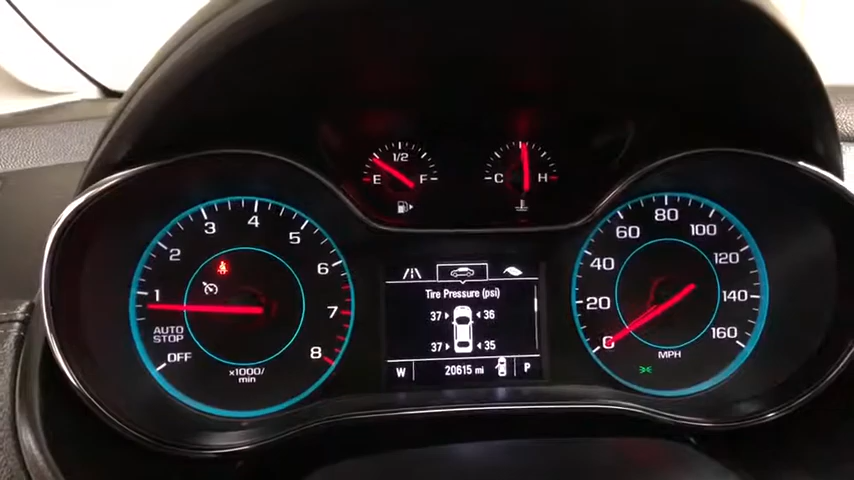 1/2
E F
C H
1 2 3 4 5 6 7 8
AUTO
STOP
OFF
x1000/
min
Tire Pressure (psi)
37 36
37 35
W 20615 mi P
0 20 40 60 80 100 120 140 160
MPH